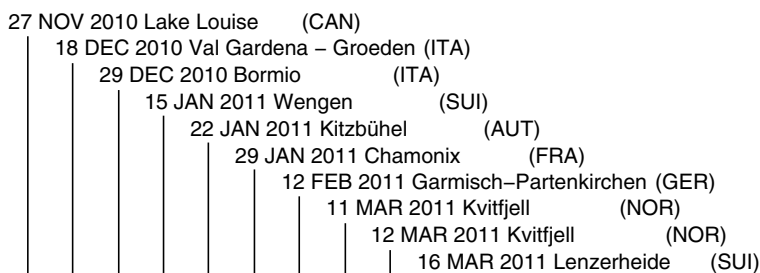 27 NOV 2010 Lake Louise (CAN)
18 DEC 2010 Val Gardena – Groeden (ITA)
29 DEC 2010 Bormio (ITA)
15 JAN 2011 Wengen (SUI)
22 JAN 2011 Kitzbühel (AUT)
29 JAN 2011 Chamonix (FRA)
12 FEB 2011 Garmisch–Partenkirchen (GER)
11 MAR 2011 Kvitfjell (NOR)
12 MAR 2011 Kvitfjell (NOR)
16 MAR 2011 Lenzerheide (SUI)